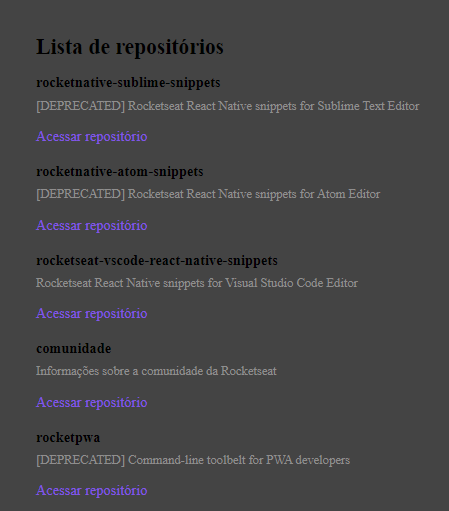 Lista de repositórios
rocketnative-sublime-snippets
[DEPRECATED] Rocketseat React Native snippets for Sublime Text Editor
Acessar repositório
rocketnative-atom-snippets
[DEPRECATED] Rocketseat React Native snippets for Atom Editor
Acessar repositório
rocketseat-vscode-react-native-snippets
Rocketseat React Native snippets for Visual Studio Code Editor
Acessar repositório
comunidade
Informações sobre a comunidade da Rocketseat
Acessar repositório
rocketpwa
[DEPRECATED] Command-line toolbelt for PWA developers
Acessar repositório